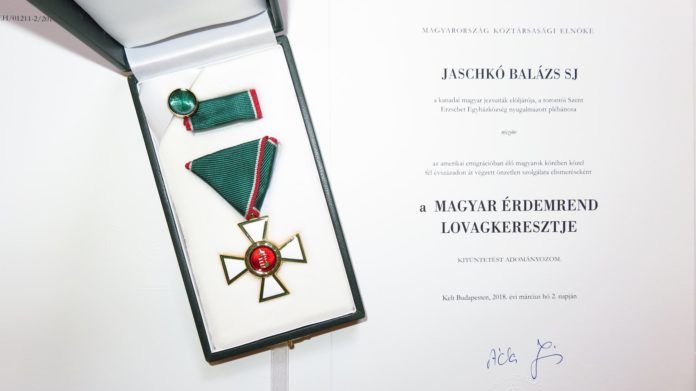 MAGYARORSZÁG KÖZTÁRSASÁGI ELNÖKE
JASCHKÓ BALÁZS SJ
a kanadai magyar jezsuiták elöljárója, a torontói Szent
Erzsébet Egyházközség nyugalmazott plébánosa
részére
az amerikai emigrációban élő magyarok körében közel
fél évszázadon át végzett önzetlen szolgálata elismeréseként
a MAGYAR ÉRDEMREND
LOVAGKERESZTJE
KITÜNTETÉST ADOMÁNYOZOM.
Kelt Budapesten, 2018. évi március hó 2. napján